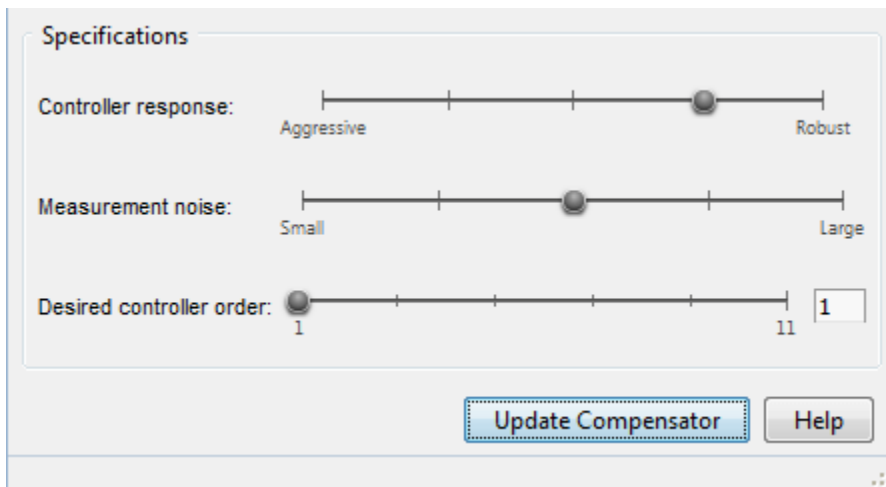 Specifications
Controller response:
Aggressive Robust
Measurement noise:
Small Large
Desired controller order: 1
1 11
Update Compensator Help